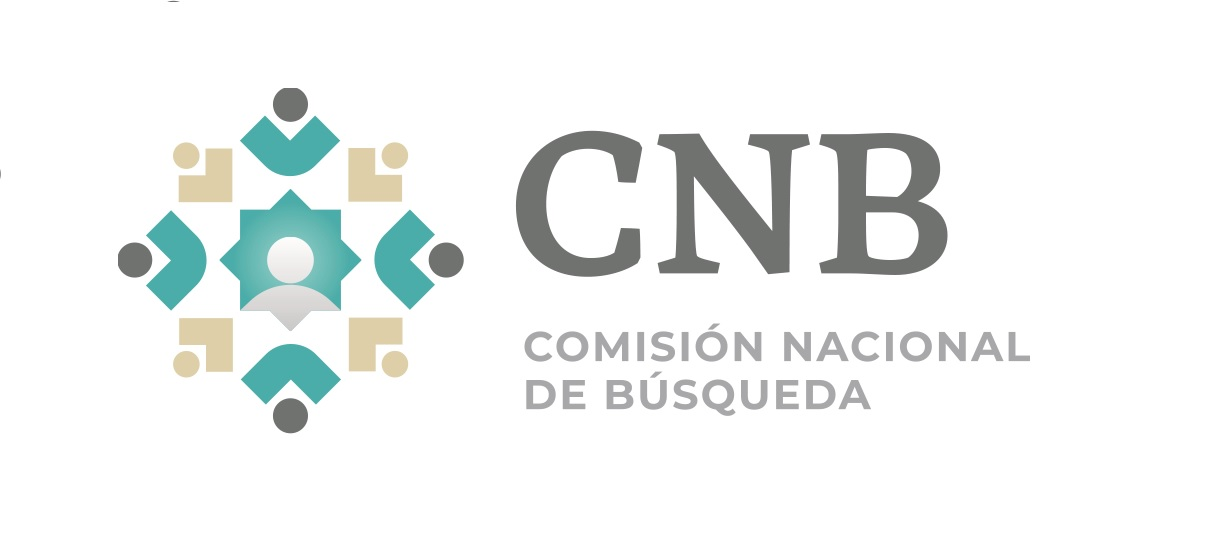 CNB
COMISIÓN NACIONAL
DE BÚSQUEDA